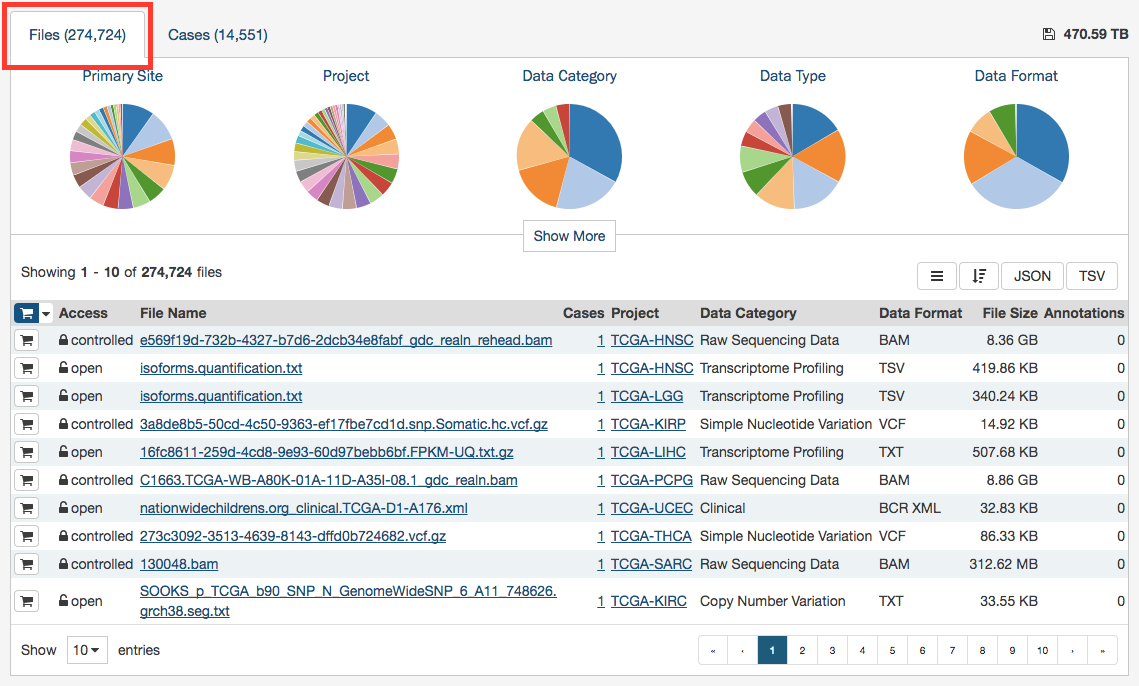 Files (274,724) Cases (14,551) 470.59 TB
Primary Site Project Data Category Data Type Data Format
Show More
Showing 1 - 10 of 274,724 files
JSON TSV
Access File Name Cases Project Data Category Data Format File Size Annotations
controlled e569f19d-732b-4327-b7d6-2dcb34e8fabf_gdc_realn_rehead.bam 1 TCGA-HNSC Raw Sequencing Data BAM 8.36 GB 0
open isoforms.quantification.txt 1 TCGA-HNSC Transcriptome Profiling TSV 419.86 KB 0
open isoforms.quantification.txt 1 TCGA-LGG Transcriptome Profiling TSV 340.24 KB 0
controlled 3a8de8b5-50cd-4c50-9363-ef17fbe7cd1d.snp.Somatic.hc.vcf.gz 1 TCGA-KIRP Simple Nucleotide Variation VCF 14.92 KB 0
open 16fc8611-259d-4cd8-9e93-60d97bebb6bf.FPKM-UQ.txt.gz 1 TCGA-LIHC Transcriptome Profiling TXT 507.68 KB 0
controlled C1663.TCGA-WB-A80K-01A-11D-A35I-08.1_gdc_realn.bam 1 TCGA-PCPG Raw Sequencing Data BAM 8.86 GB 0
open nationwidechildrens.org_clinical.TCGA-D1-A176.xml 1 TCGA-UCEC Clinical BCR XML 32.83 KB 0
controlled 273c3092-3513-4639-8143-dffd0b724682.vcf.gz 1 TCGA-THCA Simple Nucleotide Variation VCF 86.33 KB 0
controlled 130048.bam 1 TCGA-SARC Raw Sequencing Data BAM 312.62 MB 0
open SOOKS_p_TCGA_b90_SNP_N_GenomeWideSNP_6_A11_748626. 1 TCGA-KIRC Copy Number Variation TXT 33.55 KB 0
grch38.seg.txt
Show 10 entries « ‹ 1 2 3 4 5 6 7 8 9 10 › »